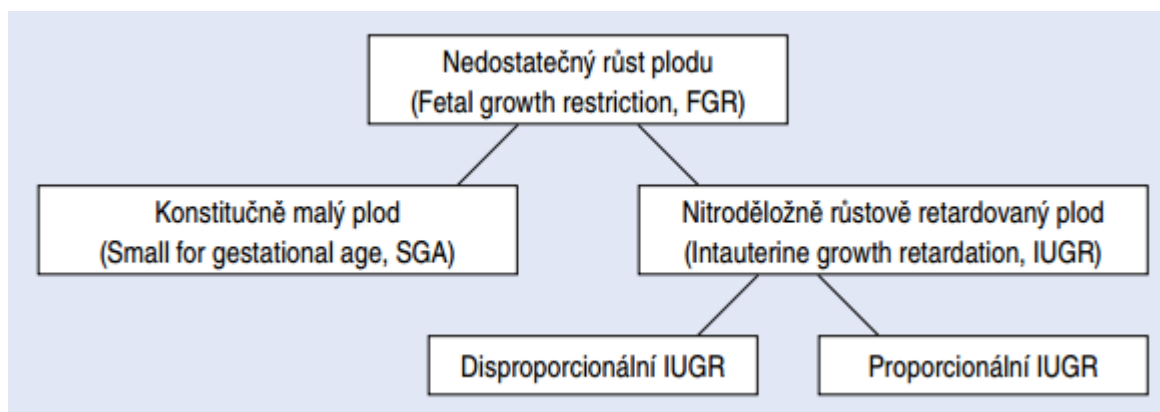 Nedostatečný růst plodu
(Fetal growth restriction, FGR)
Konstitučně malý plod
(Small for gestational age, SGA)
Nitroděložně růstově retardovaný plod
(Intauterine growth retardation, IUGR)
Disproporcionální IUGR
Proporcionální IUGR